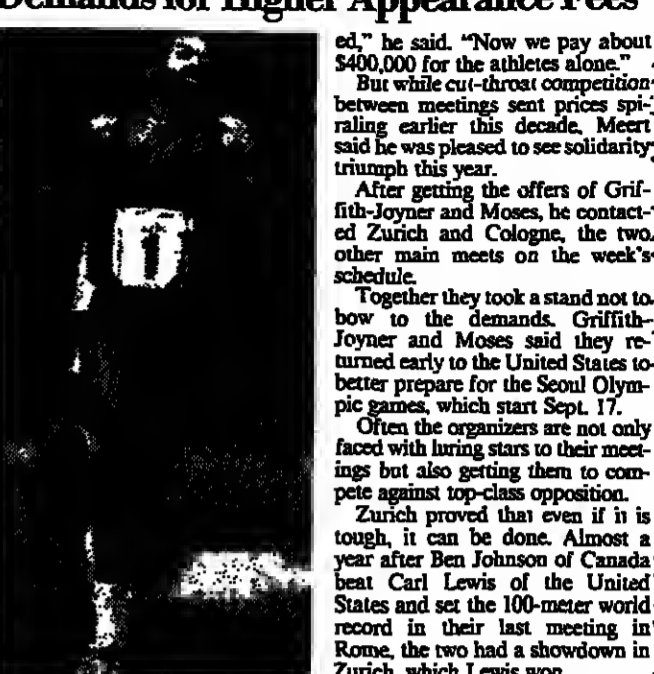 Demands for Higher Appearance Fees
ed," he said. "Now we pay about
$400,000 for the athletes alone."
But while cut-throat competition
between meetings sent prices spi-
raling earlier this decade, Meert
said he was pleased to see solidarity
triumph this year.
After getting the offers of Grif-
fith-Joyner and Moses, he contact-
ed Zurich and Cologne, the two
other main meets on the week's
schedule.
Together they took a stand not to
bow to the demands. Griffith-
Joyner and Moses said they re-
turned early to the United States to
better prepare for the Seoul Olym-
pic games, which start Sept. 17.
Often the organizers are not only
faced with luring stars to their meet-
ings but also getting them to com-
pete against top-class opposition.
Zurich proved that even if it is
tough, it can be done. Almost a
year after Ben Johnson of Canada
beat Carl Lewis of the United
States and set the 100-meter world
record in their last meeting in
Rome, the two had a showdown in
Zurich, which Lewis won.